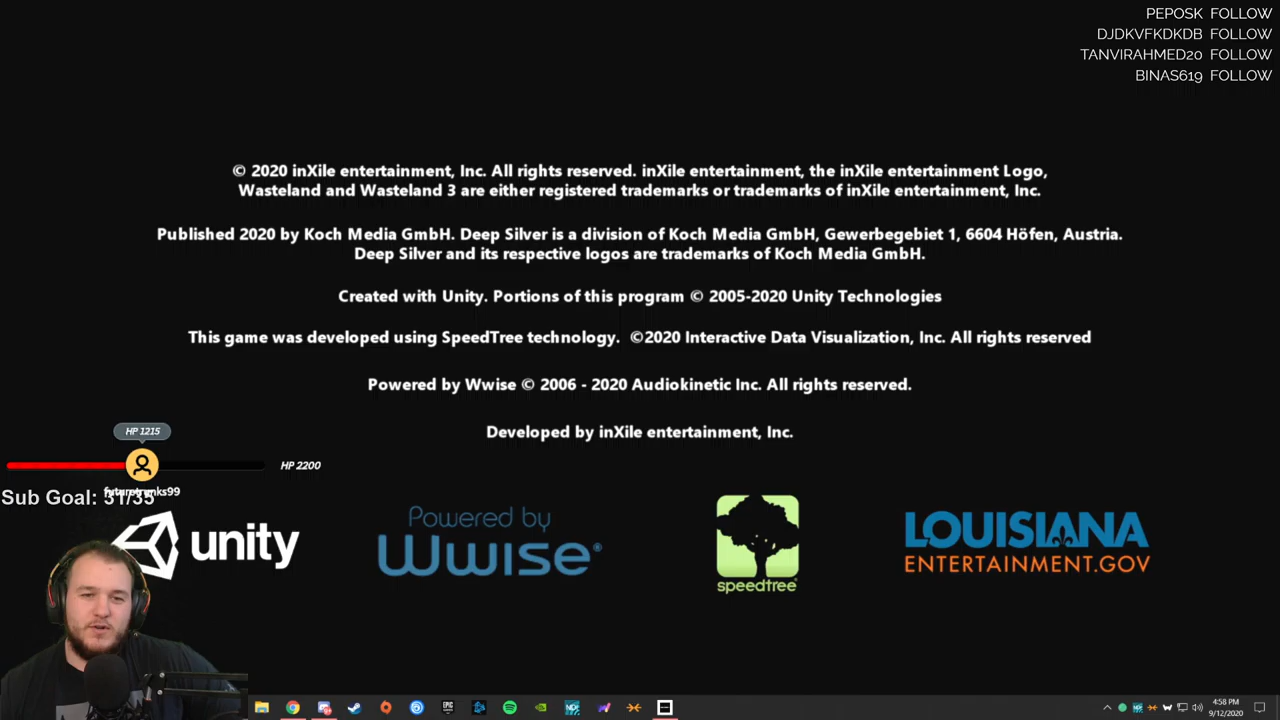 PEPOSK FOLLOW
DJDKVFKDKDB FOLLOW
TANVIRAHMED20 FOLLOW
BINAS619 FOLLOW
© 2020 inXile entertainment, Inc. All rights reserved. inXile entertainment, the inXile entertainment Logo,
Wasteland and Wasteland 3 are either registered trademarks or trademarks of inXile entertainment, Inc.
Published 2020 by Koch Media GmbH. Deep Silver is a division of Koch Media GmbH, Gewerbegebiet 1, 6604 Höfen, Austria.
Deep Silver and its respective logos are trademarks of Koch Media GmbH.
Created with Unity. Portions of this program © 2005-2020 Unity Technologies
This game was developed using SpeedTree technology. ©2020 Interactive Data Visualization, Inc. All rights reserved
Powered by Wwise © 2006 - 2020 Audiokinetic Inc. All rights reserved.
Developed by inXile entertainment, Inc.
HP 1215
HP 2200
Sub Goal: 31/35
unity
Powered by
wwise®
speedtree
LOUISIANA
ENTERTAINMENT.GOV
EPIC
4:58 PM
9/12/2020